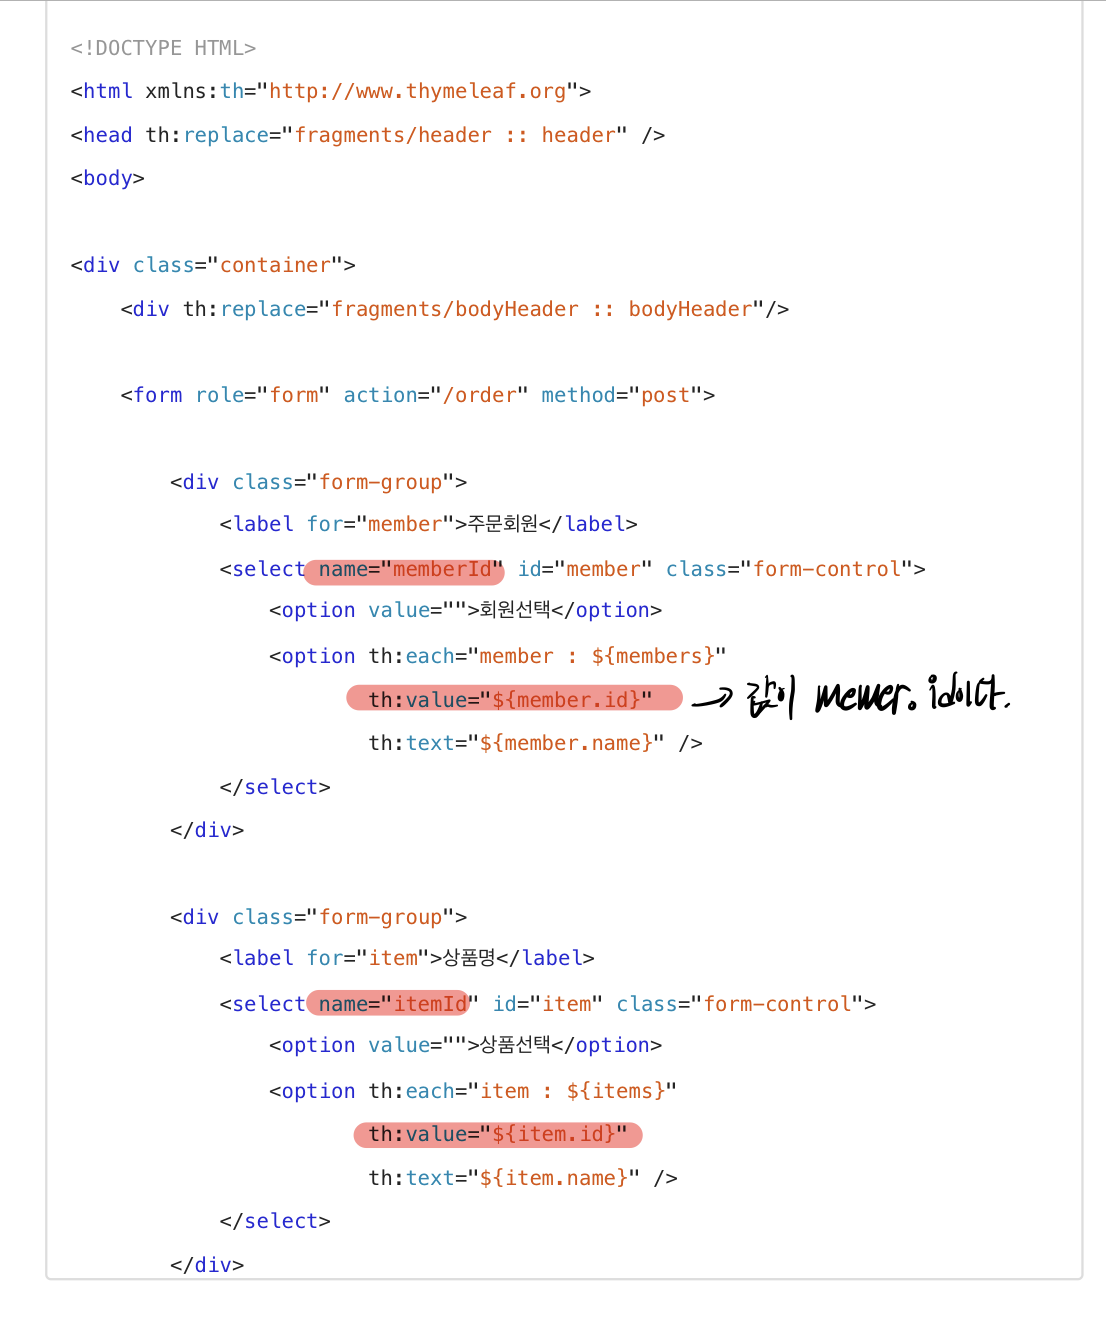 <!DOCTYPE HTML>
<html xmlns:th="http://www.thymeleaf.org">
<head th:replace="fragments/header :: header" />
<body>
<div class="container">
<div th:replace="fragments/bodyHeader :: bodyHeader"/>
<form role="form" action="/order" method="post">
<div class="form-group">
<label for="member">주문회원</label>
<select name="memberId" id="member" class="form-control">
<option value="">회원선택</option>
<option th:each="member : ${members}"
th:value="${member.id}" → 값이 memer.id이다.
th:text="${member.name}" />
</select>
</div>
<div class="form-group">
<label for="item">상품명</label>
<select name="itemId" id="item" class="form-control">
<option value="">상품선택</option>
<option th:each="item : ${items}"
th:value="${item.id}"
th:text="${item.name}" />
</select>
</div>